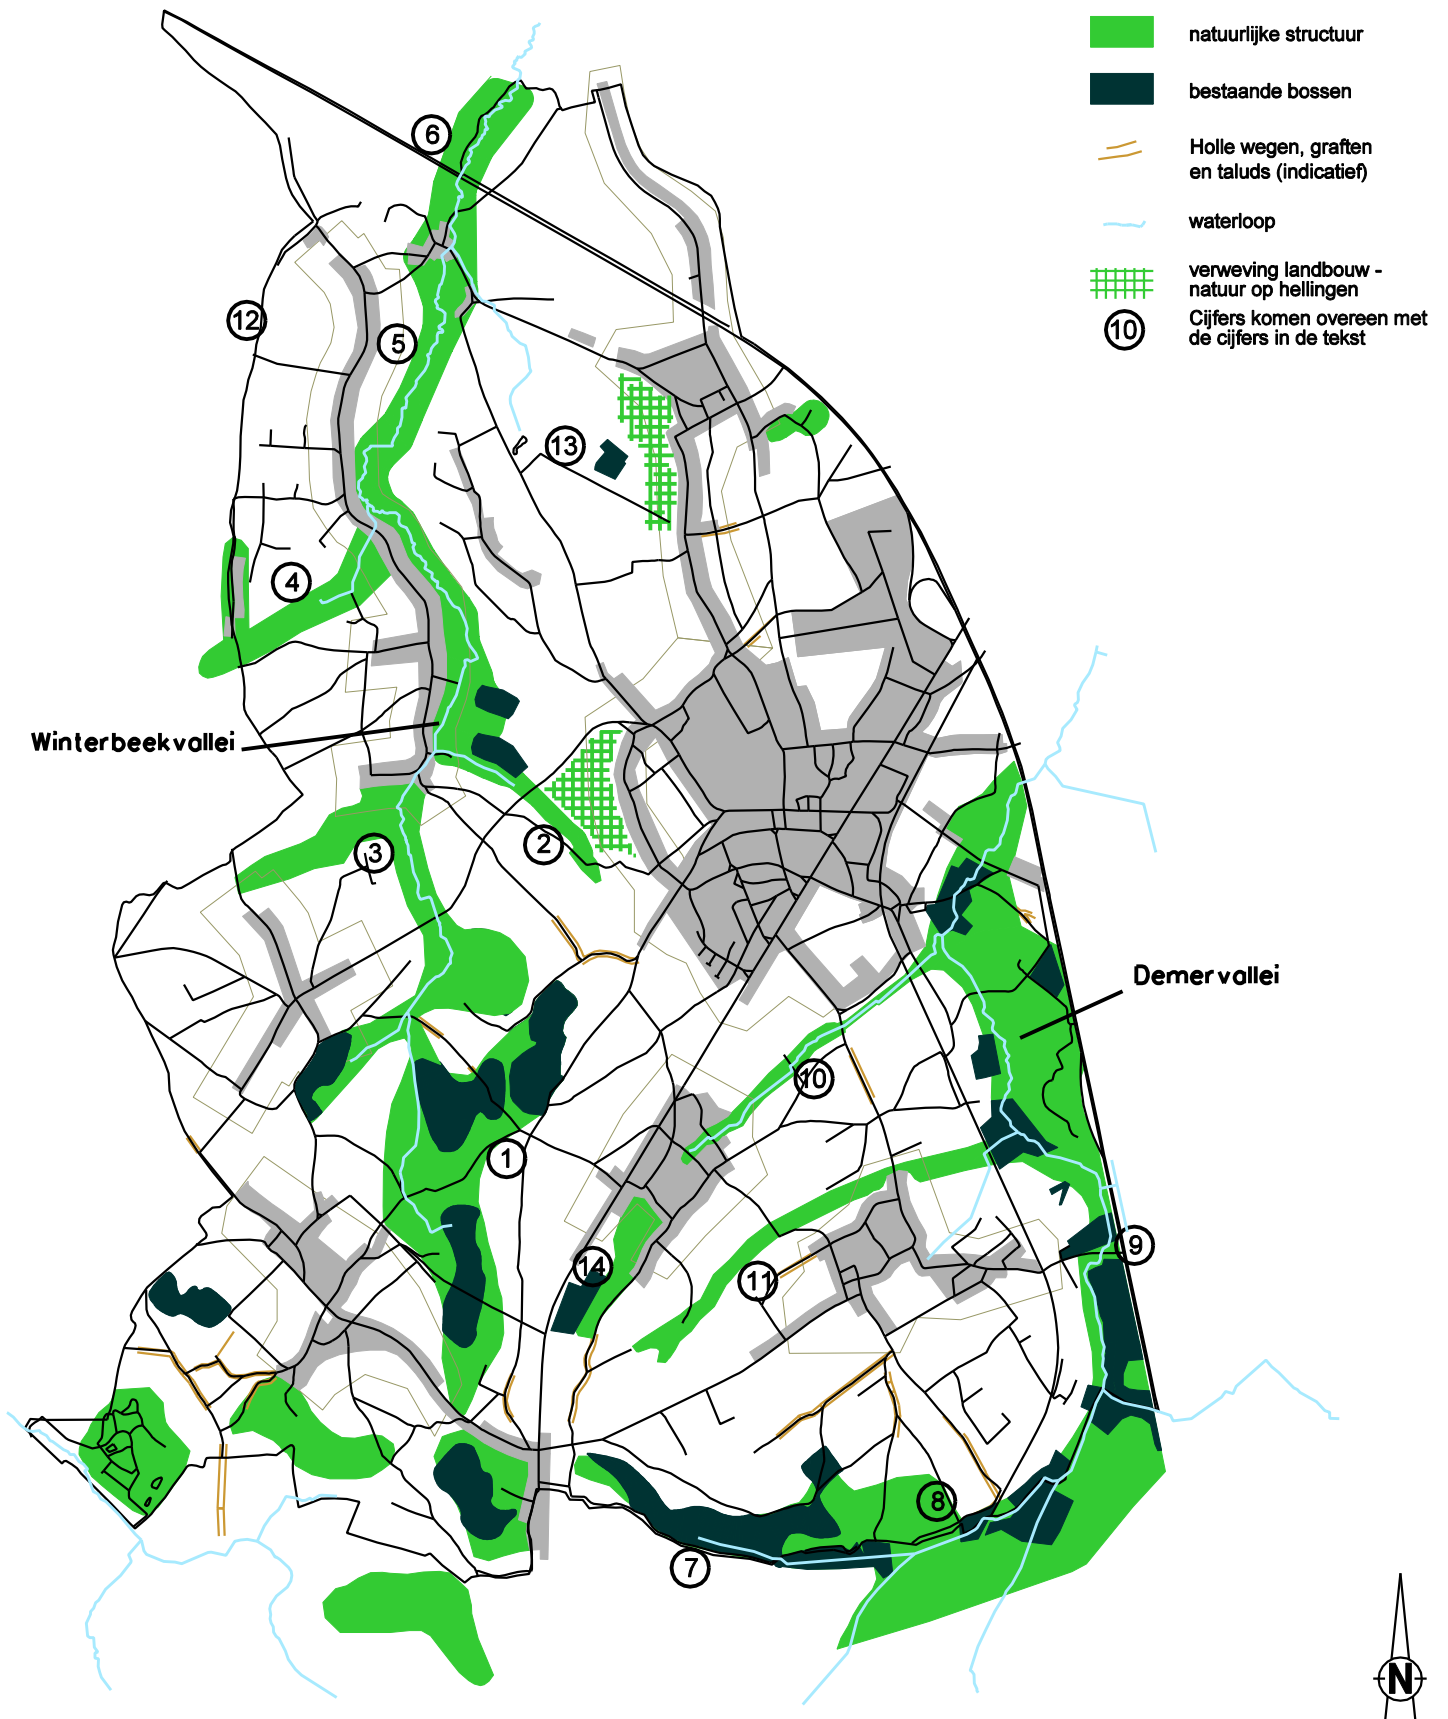 natuurlijke structuur
bestaande bossen
Holle wegen, graften
en taluds (indicatief)
waterloop
verweving landbouw -
natuur op hellingen
10
Cijfers komen overeen met
de cijfers in de tekst
6
12
5
13
4
Winterbeekvallei
2
3
Demervallei
10
1
9
14
11
8
7
N